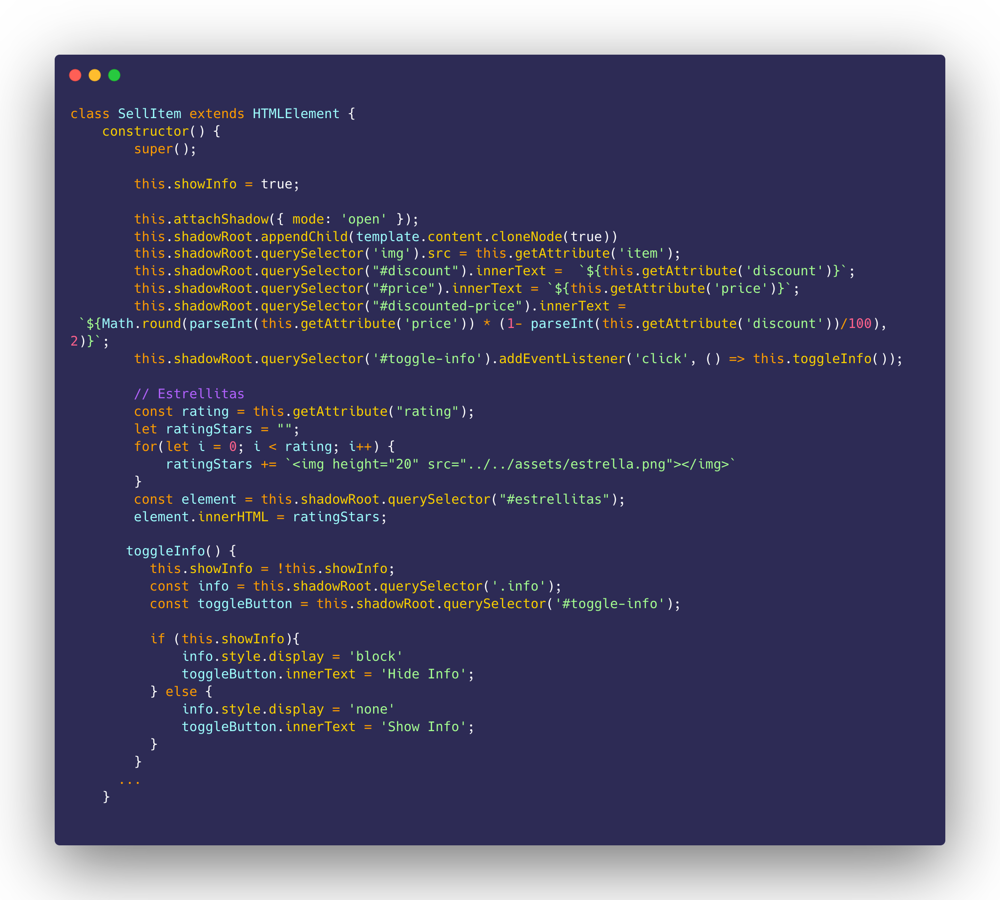 class SellItem extends HTMLElement {
    constructor() {
        super();

        this.showInfo = true;

        this.attachShadow({ mode: 'open' });
        this.shadowRoot.appendChild(template.content.cloneNode(true))
        this.shadowRoot.querySelector('img').src = this.getAttribute('item');
        this.shadowRoot.querySelector("#discount").innerText =  `${this.getAttribute('discount')}`;
        this.shadowRoot.querySelector("#price").innerText = `${this.getAttribute('price')}`;
        this.shadowRoot.querySelector("#discounted-price").innerText =
 `${Math.round(parseInt(this.getAttribute('price')) * (1- parseInt(this.getAttribute('discount'))/100),
2)}`;
        this.shadowRoot.querySelector('#toggle-info').addEventListener('click', () => this.toggleInfo());

        // Estrellitas
        const rating = this.getAttribute("rating");
        let ratingStars = "";
        for(let i = 0; i < rating; i++) {
            ratingStars += `<img height="20" src="../../assets/estrella.png"></img>`
        }
        const element = this.shadowRoot.querySelector("#estrellitas");
        element.innerHTML = ratingStars;

       toggleInfo() {
          this.showInfo = !this.showInfo;
          const info = this.shadowRoot.querySelector('.info');
          const toggleButton = this.shadowRoot.querySelector('#toggle-info');

          if (this.showInfo){
              info.style.display = 'block'
              toggleButton.innerText = 'Hide Info';
          } else {
              info.style.display = 'none'
              toggleButton.innerText = 'Show Info';
          }
        }
      ...
    }